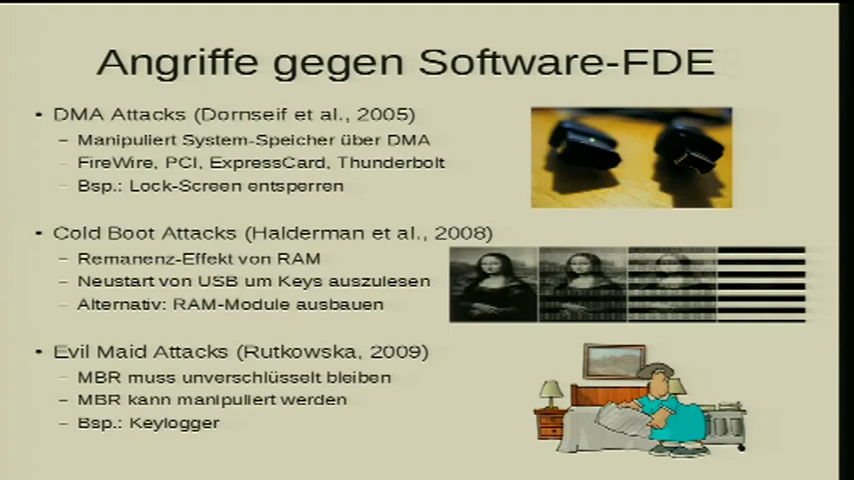 Angriffe gegen Software-FDE
• DMA Attacks (Dornseif et al., 2005)
– Manipuliert System-Speicher über DMA
– FireWire, PCI, ExpressCard, Thunderbolt
– Bsp.: Lock-Screen entsperren
• Cold Boot Attacks (Halderman et al., 2008)
– Remanenz-Effekt von RAM
– Neustart von USB um Keys auszulesen
– Alternativ: RAM-Module ausbauen
• Evil Maid Attacks (Rutkowska, 2009)
– MBR muss unverschlüsselt bleiben
– MBR kann manipuliert werden
– Bsp.: Keylogger